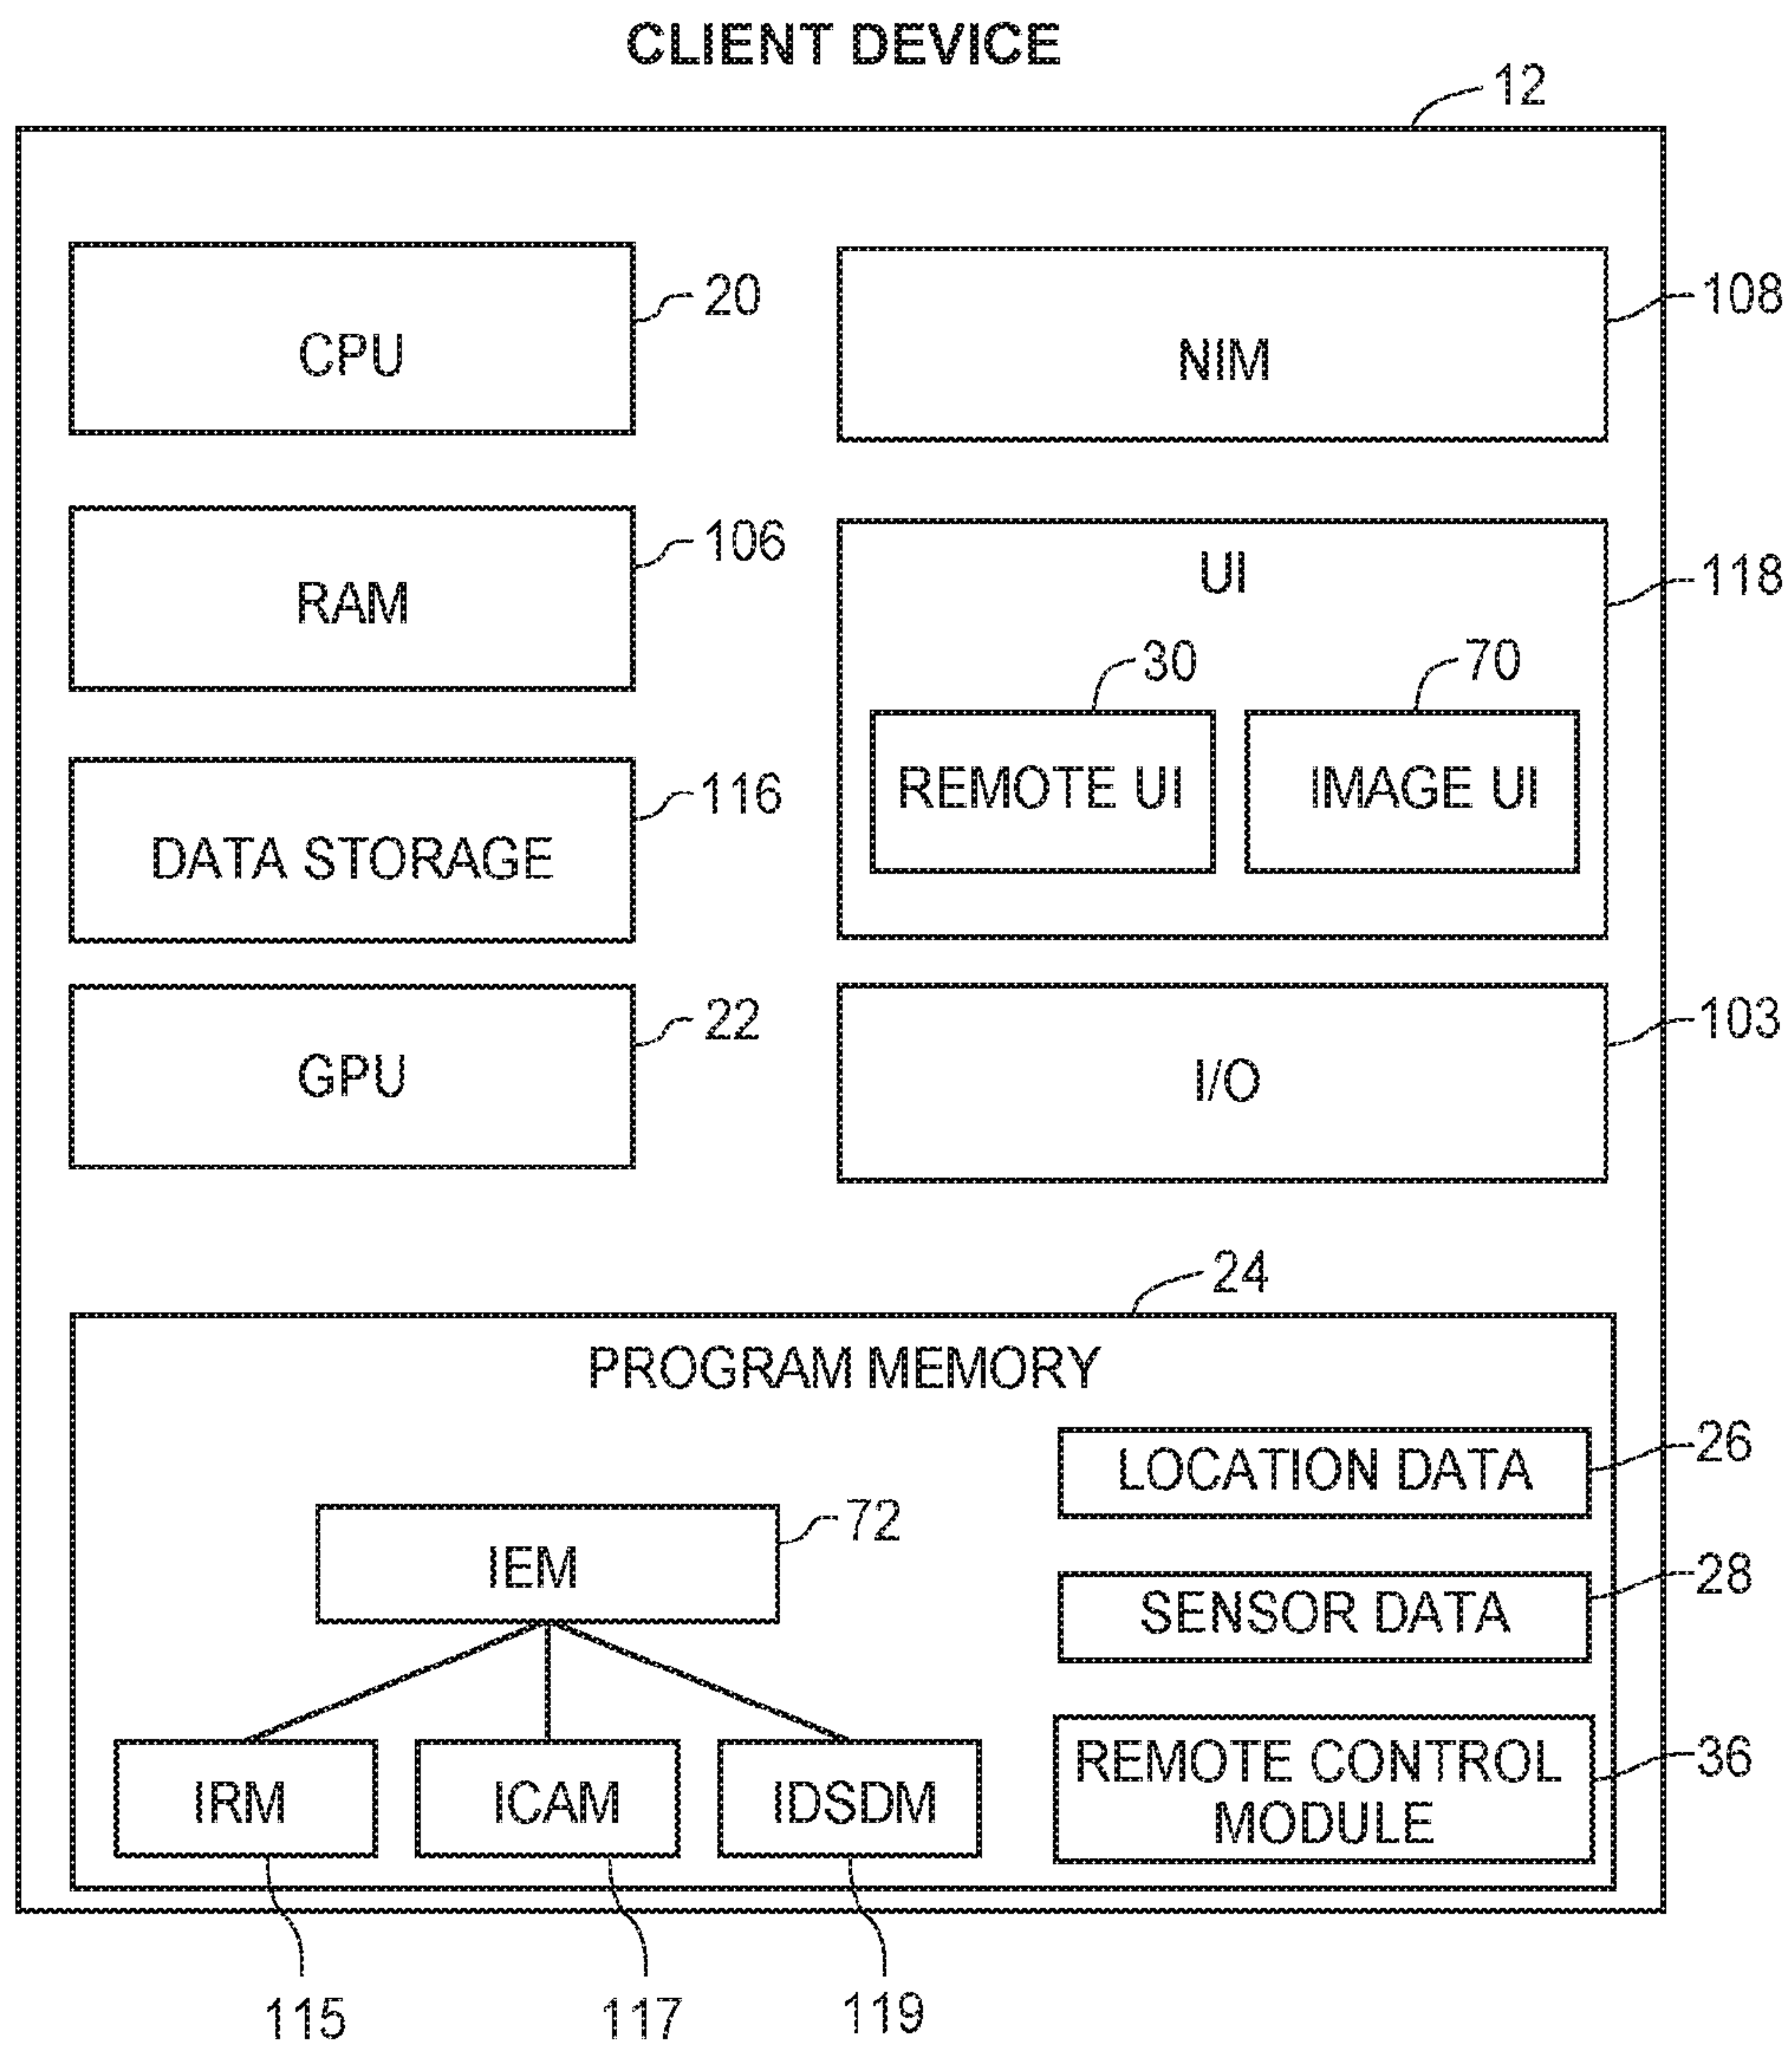 CLIENT DEVICE
12
CPU
20
NIM
108
RAM
106
UI
118
30
70
REMOTE UI
IMAGE UI
DATA STORAGE
116
GPU
22
I/O
103
24
PROGRAM MEMORY
LOCATION DATA
26
IEM
72
SENSOR DATA
28
IRM
ICAM
IDSDM
REMOTE CONTROL
MODULE
36
115
117
119